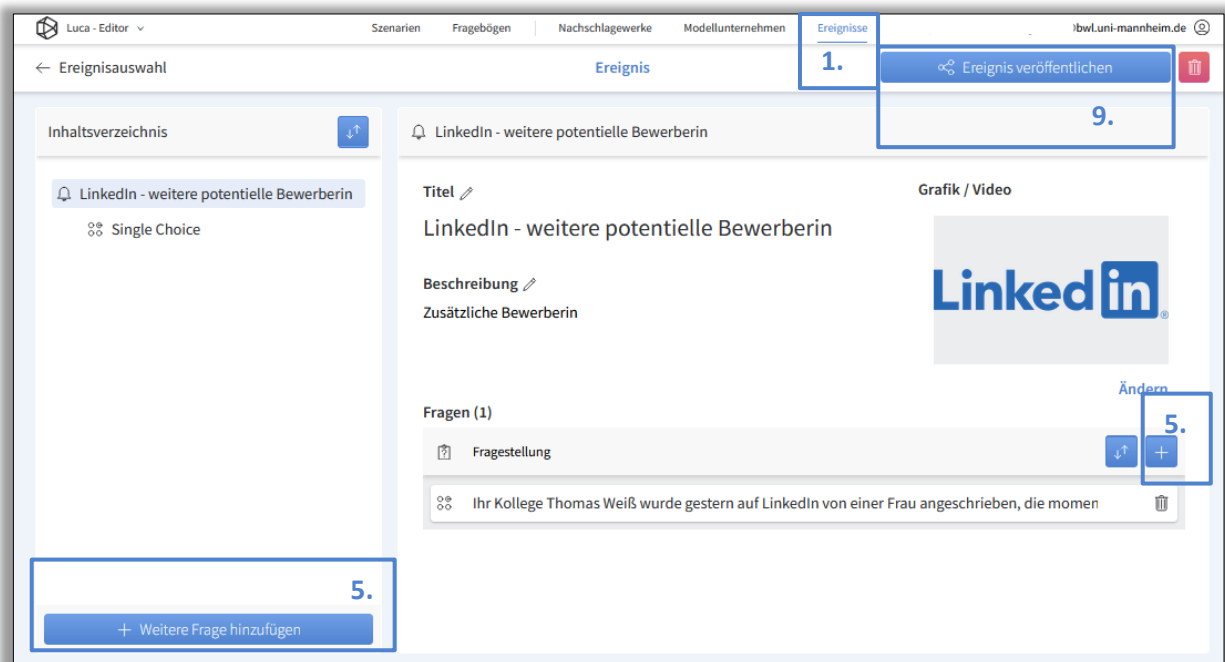 Luca - Editor
Szenarien
Fragebögen
Nachschlagewerke
Modellunternehmen
Ereignisse
)bwl.uni-mannheim.de
← Ereignisauswahl
Ereignis
1.
Ereignis veröffentlichen
9.
Inhaltsverzeichnis
LinkedIn - weitere potentielle Bewerberin
Single Choice
5.
+ Weitere Frage hinzufügen
LinkedIn - weitere potentielle Bewerberin
Titel
LinkedIn - weitere potentielle Bewerberin
Beschreibung
Zusätzliche Bewerberin
Grafik / Video
Linked in®
Ändern
Fragen (1)
5.
Fragestellung
Ihr Kollege Thomas Weiß wurde gestern auf LinkedIn von einer Frau angeschrieben, die momen